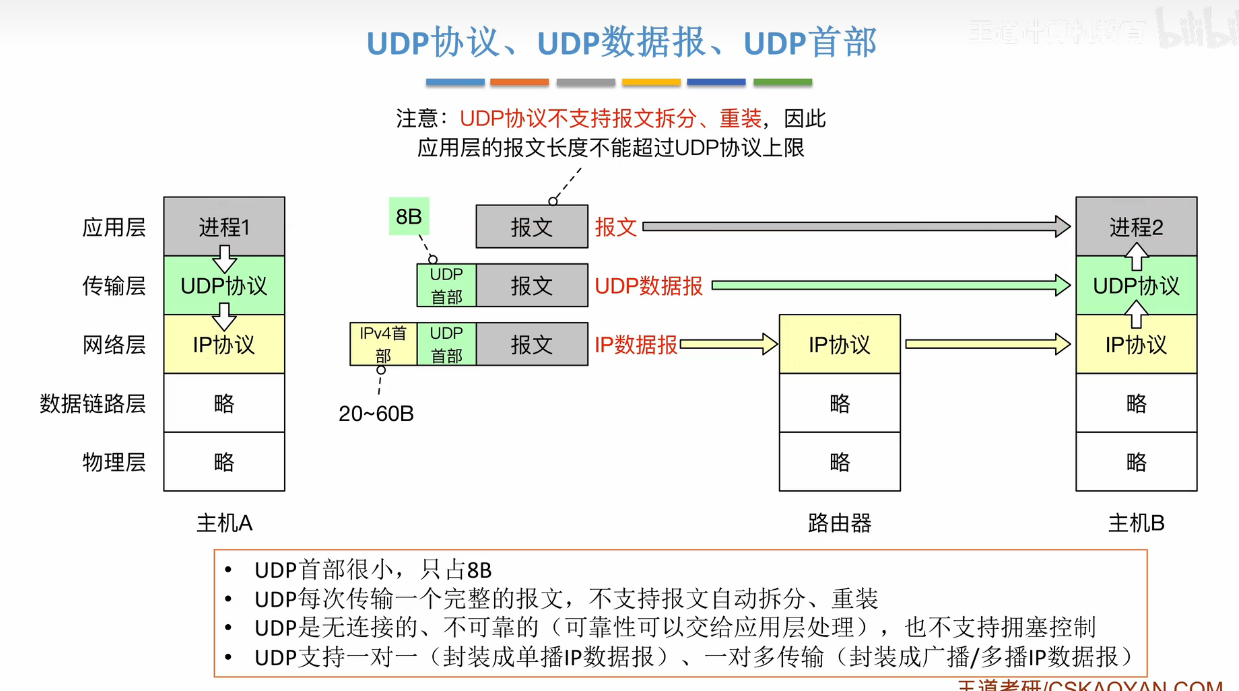 UDP协议、UDP数据报、UDP首部
王道计算机教育
bilibili
注意：UDP协议不支持报文拆分、重装，因此
应用层的报文长度不能超过UDP协议上限
应用层
进程1
8B
报文
报文
进程2
传输层
UDP协议
UDP
首部
报文
UDP数据报
UDP协议
网络层
IP协议
IPv4首
部
UDP
首部
报文
IP数据报
IP协议
IP协议
20~60B
数据链路层
略
略
略
物理层
略
略
略
主机A
路由器
主机B
• UDP首部很小，只占8B
• UDP每次传输一个完整的报文，不支持报文自动拆分、重装
• UDP是无连接的、不可靠的（可靠性可以交给应用层处理），也不支持拥塞控制
• UDP支持一对一（封装成单播IP数据报）、一对多传输（封装成广播/多播IP数据报）
王道考研/CSKAOYAN.COM